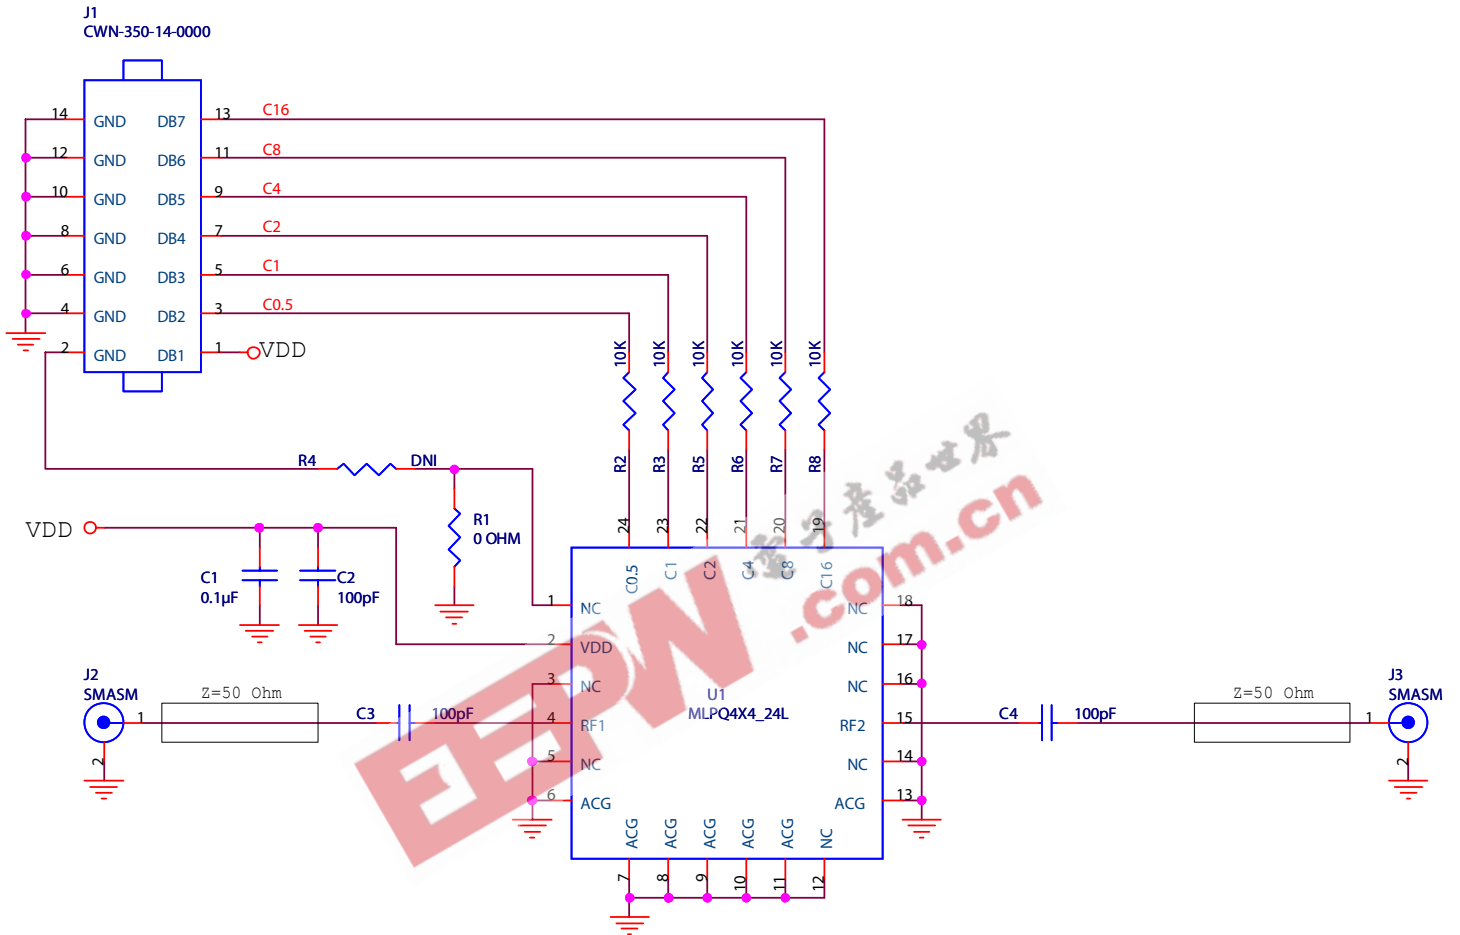 J1
CWN-350-14-0000
14 GND DB7 13 C16
12 GND DB6 11 C8
10 GND DB5 9 C4
8 GND DB4 7 C2
6 GND DB3 5 C1
4 GND DB2 3 C0.5
2 GND DB1 1 VDD
10K 10K 10K 10K 10K 10K
R2 R3 R5 R6 R7 R8
R4 DNI
R1
0 OHM
VDD
C1
0.1µF
C2
100pF
24 23 22 21 20 19
C0.5 C1 C2 C4 C8 C16
1 NC NC 18
2 VDD NC 17
3 NC NC 16
4 RF1 RF2 15
5 NC NC 14
6 ACG ACG 13
U1
MLPQ4X4_24L
ACG ACG ACG ACG ACG NC
7 8 9 10 11 12
J2
SMASM
1
2
Z=50 Ohm
C3 100pF
C4 100pF
Z=50 Ohm
J3
SMASM
1
2
電子產品世界
EEPW.com.cn